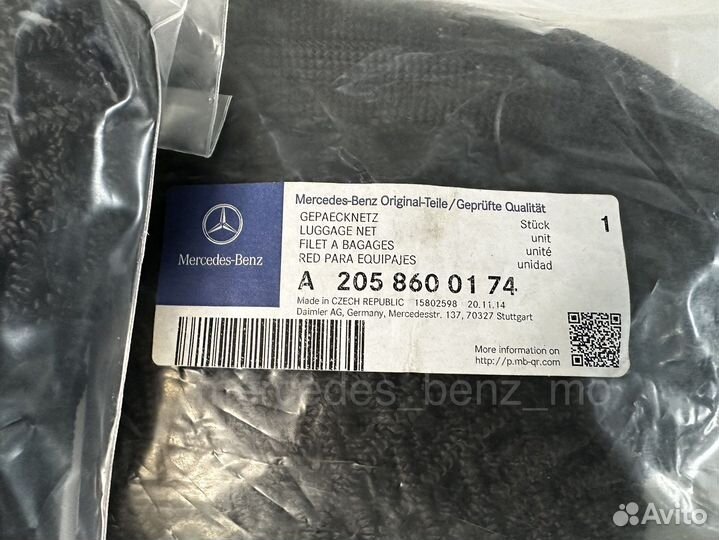 Mercedes-Benz
Mercedes-Benz Original-Teile/Geprüfte Qualität
GEPAECKNETZ Stück 1
LUGGAGE NET unit
FILET A BAGAGES unité
RED PARA EQUIPAJES unidad
A 205 860 01 74
Made in CZECH REPUBLIC 15802598 20.11.14
Daimler AG, Germany, Mercedesstr. 137, 70327 Stuttgart
More information on
http://p.mb-qr.com
mercedes_benz_mo
Avito